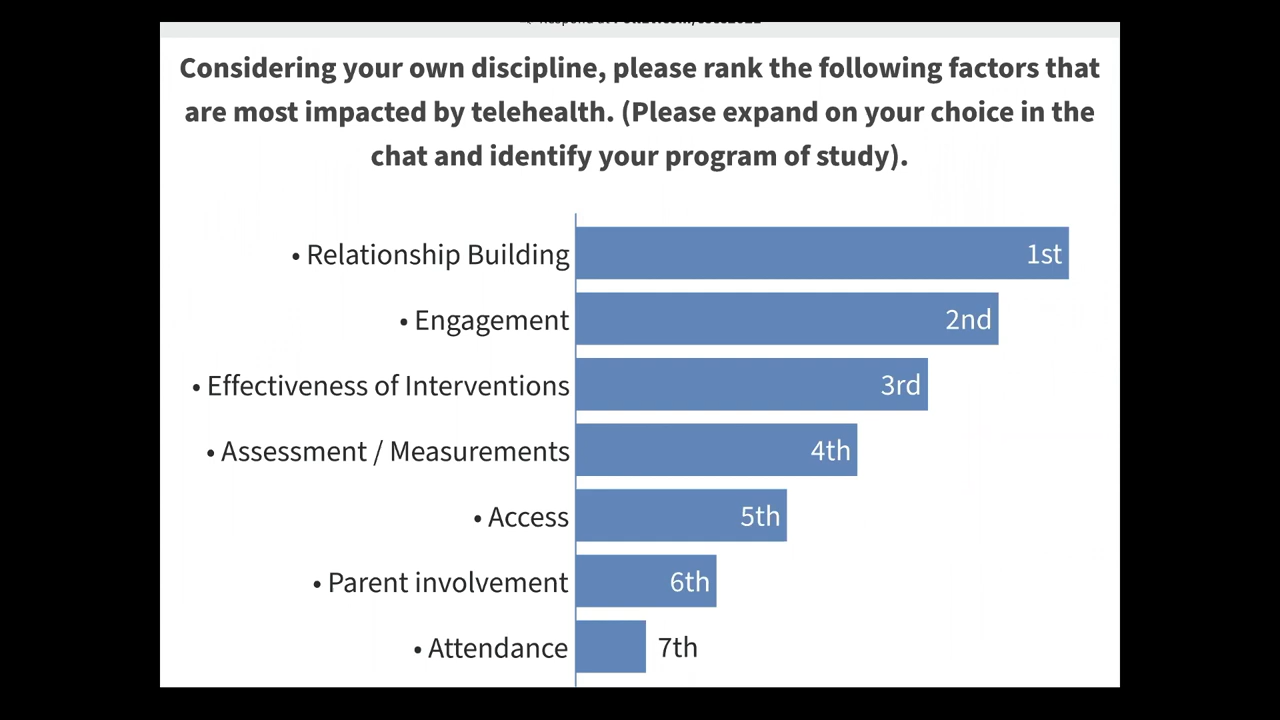 Considering your own discipline, please rank the following factors that
are most impacted by telehealth. (Please expand on your choice in the
chat and identify your program of study).
• Relationship Building 1st
• Engagement 2nd
• Effectiveness of Interventions 3rd
• Assessment / Measurements 4th
• Access 5th
• Parent involvement 6th
• Attendance 7th